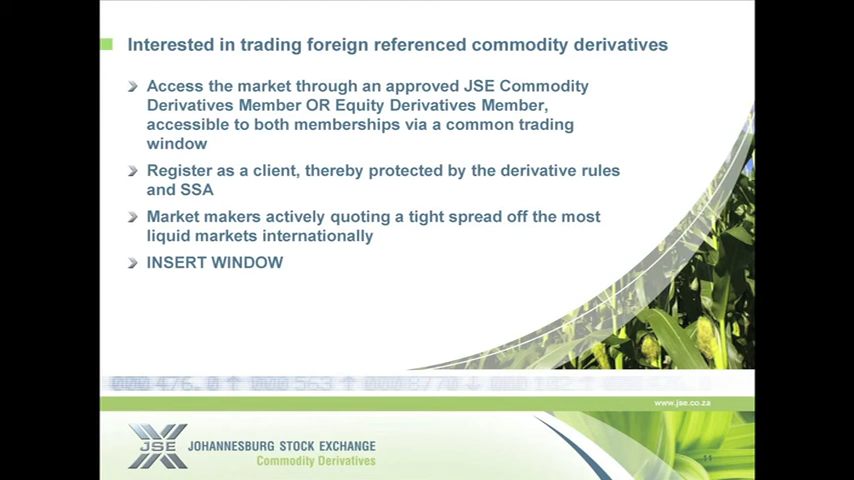 Interested in trading foreign referenced commodity derivatives
Access the market through an approved JSE Commodity
Derivatives Member OR Equity Derivatives Member,
accessible to both memberships via a common trading
window
Register as a client, thereby protected by the derivative rules
and SSA
Market makers actively quoting a tight spread off the most
liquid markets internationally
INSERT WINDOW
www.jse.co.za
JSE
JOHANNESBURG STOCK EXCHANGE
Commodity Derivatives
11